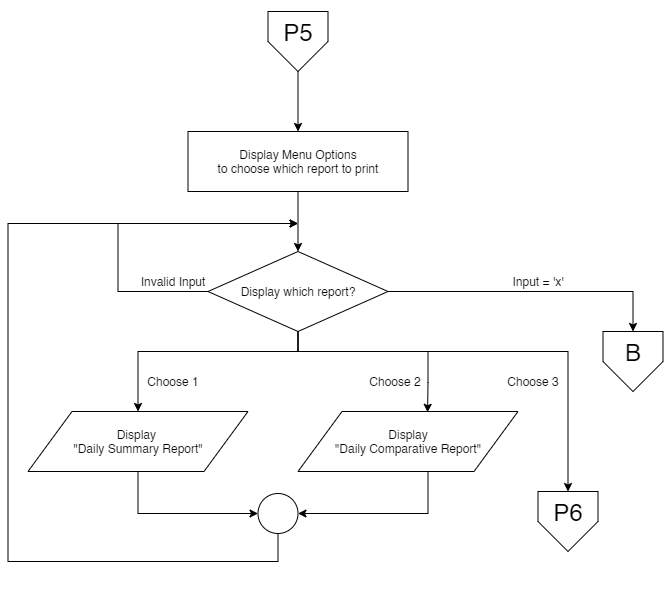 P5
Display Menu Options
to choose which report to print
Invalid Input
Display which report?
Input = 'x'
B
Choose 1
Choose 2
Choose 3
Display
"Daily Summary Report"
Display
"Daily Comparative Report"
P6